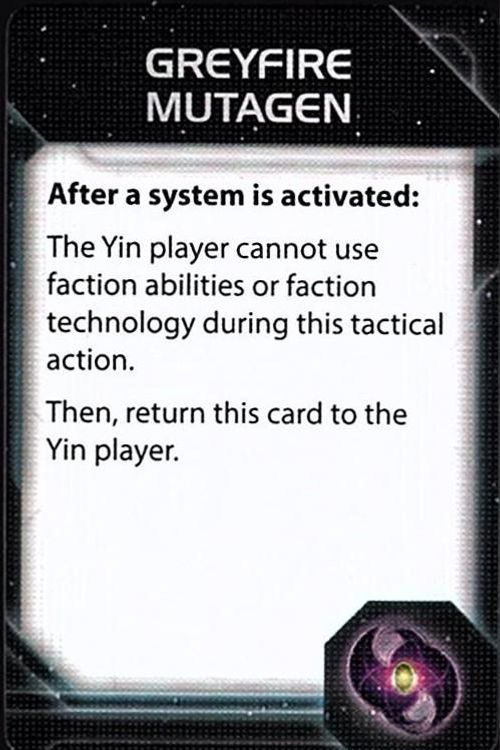 GREYFIRE
MUTAGEN
After a system is activated:
The Yin player cannot use
faction abilities or faction
technology during this tactical
action.
Then, return this card to the
Yin player.